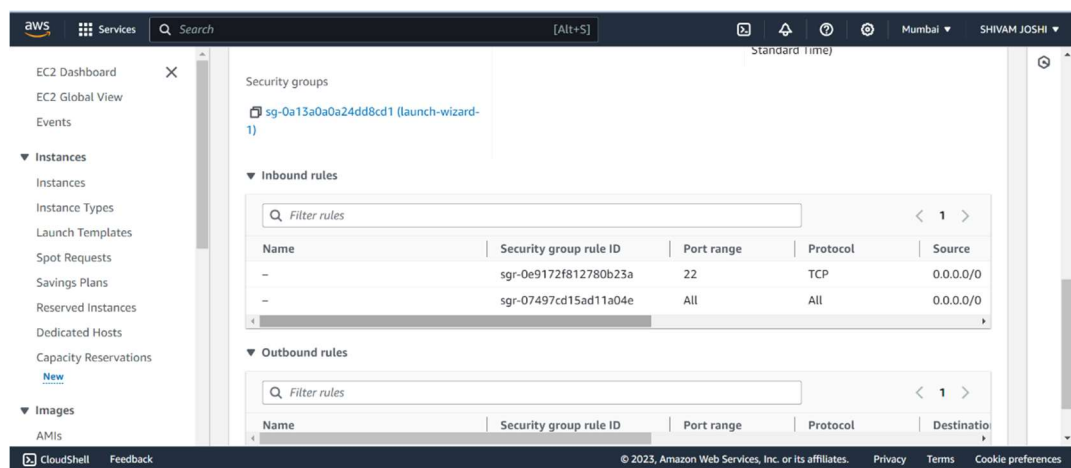 aws Services Search [Alt+S] Mumbai ▼ SHIVAM JOSHI ▼
EC2 Dashboard
EC2 Global View
Events
▼ Instances
Instances
Instance Types
Launch Templates
Spot Requests
Savings Plans
Reserved Instances
Dedicated Hosts
Capacity Reservations
New
▼ Images
AMIs
Standard Time)
Security groups
sg-0a13a0a0a24dd8cd1 (launch-wizard-
1)
▼ Inbound rules
Filter rules < 1 >
Name Security group rule ID Port range Protocol Source
– sgr-0e9172f812780b23a 22 TCP 0.0.0.0/0
– sgr-07497cd15ad11a04e All All 0.0.0.0/0
▼ Outbound rules
Filter rules < 1 >
Name Security group rule ID Port range Protocol Destinatio
CloudShell Feedback © 2023, Amazon Web Services, Inc. or its affiliates. Privacy Terms Cookie preferences